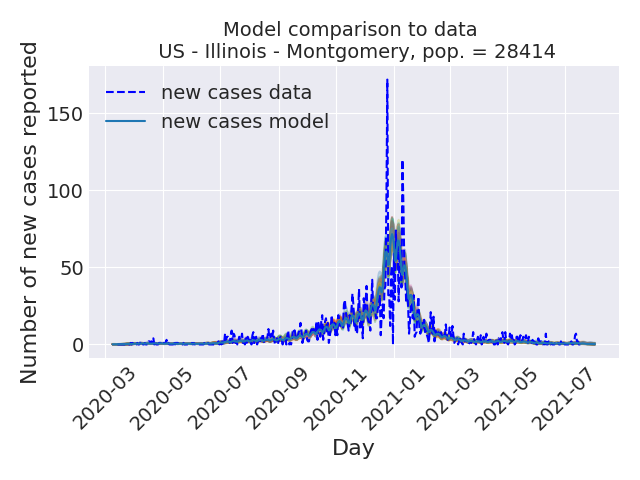 Model comparison to data
US - Illinois - Montgomery, pop. = 28414
Number of new cases reported
150
100
50
0
new cases data
new cases model
2020-03
2020-05
2020-07
2020-09
2020-11
2021-01
2021-03
2021-05
2021-07
Day